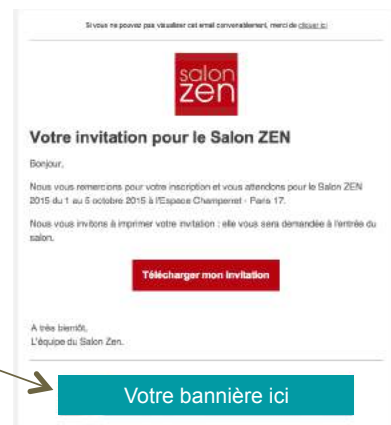 Si vous ne pouvez pas visualiser cet email convenablement, merci de cliquer ici
salon
zen
Votre invitation pour le Salon ZEN
Bonjour,
Nous vous remercions pour votre inscription et vous attendons pour le Salon ZEN
2015 du 1 au 5 octobre 2015 à l'Espace Champerret - Paris 17.
Nous vous invitons à imprimer votre invitation : elle vous sera demandée à l'entrée du
salon.
Télécharger mon invitation
A très bientôt,
L'équipe du Salon Zen.
Votre bannière ici